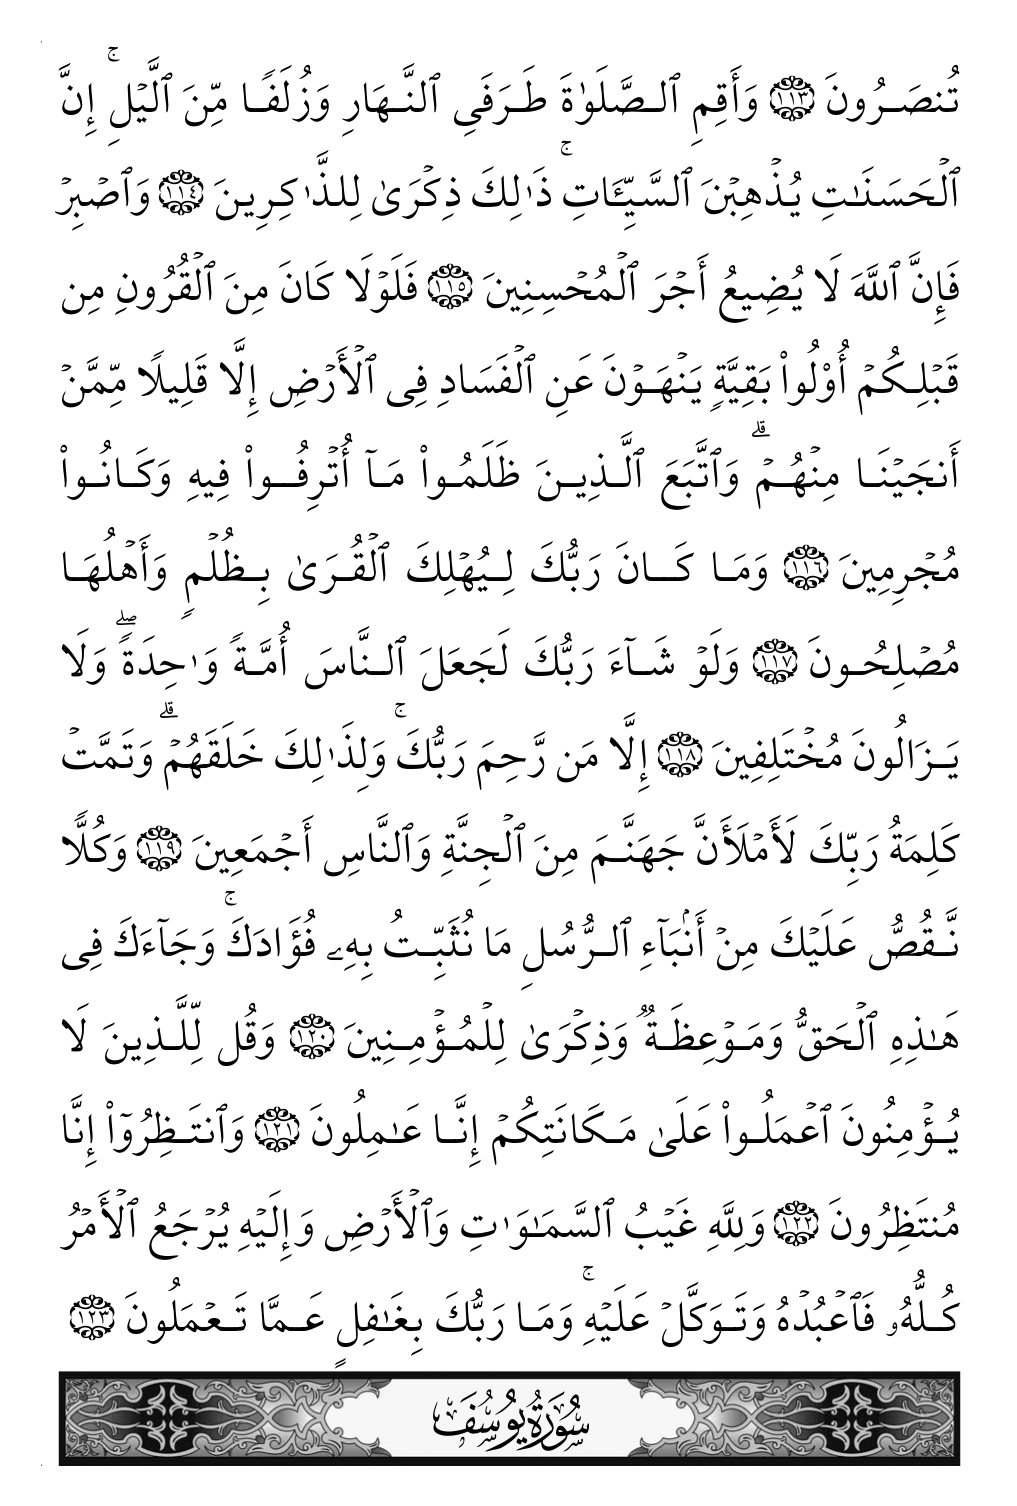 تُنصَرُونَ ١١٣ وَأَقِمِ ٱلصَّلَوٰةَ طَرَفَىِ ٱلنَّهَارِ وَزُلَفًا مِّنَ ٱلَّيْلِ ۚ إِنَّ
ٱلْحَسَنَـٰتِ يُذْهِبْنَ ٱلسَّيِّـَٔاتِ ۚ ذَٰلِكَ ذِكْرَىٰ لِلذَّٰكِرِينَ ١١٤ وَٱصْبِرْ
فَإِنَّ ٱللَّهَ لَا يُضِيعُ أَجْرَ ٱلْمُحْسِنِينَ ١١٥ فَلَوْلَا كَانَ مِنَ ٱلْقُرُونِ مِن
قَبْلِكُمْ أُو۟لُوا۟ بَقِيَّةٍ يَنْهَوْنَ عَنِ ٱلْفَسَادِ فِى ٱلْأَرْضِ إِلَّا قَلِيلًا مِّمَّنْ
أَنجَيْنَا مِنْهُمْ ۗ وَٱتَّبَعَ ٱلَّذِينَ ظَلَمُوا۟ مَآ أُتْرِفُوا۟ فِيهِ وَكَانُوا۟
مُجْرِمِينَ ١١٦ وَمَا كَانَ رَبُّكَ لِيُهْلِكَ ٱلْقُرَىٰ بِظُلْمٍ وَأَهْلُهَا
مُصْلِحُونَ ١١٧ وَلَوْ شَآءَ رَبُّكَ لَجَعَلَ ٱلنَّاسَ أُمَّةً وَٰحِدَةً ۖ وَلَا
يَزَالُونَ مُخْتَلِفِينَ ١١٨ إِلَّا مَن رَّحِمَ رَبُّكَ ۚ وَلِذَٰلِكَ خَلَقَهُمْ ۗ وَتَمَّتْ
كَلِمَةُ رَبِّكَ لَأَمْلَأَنَّ جَهَنَّمَ مِنَ ٱلْجِنَّةِ وَٱلنَّاسِ أَجْمَعِينَ ١١٩ وَكُلًّا
نَّقُصُّ عَلَيْكَ مِنْ أَنۢبَآءِ ٱلرُّسُلِ مَا نُثَبِّتُ بِهِۦ فُؤَادَكَ ۚ وَجَآءَكَ فِى
هَـٰذِهِ ٱلْحَقُّ وَمَوْعِظَةٌ وَذِكْرَىٰ لِلْمُؤْمِنِينَ ١٢٠ وَقُل لِّلَّذِينَ لَا
يُؤْمِنُونَ ٱعْمَلُوا۟ عَلَىٰ مَكَانَتِكُمْ إِنَّا عَـٰمِلُونَ ١٢١ وَٱنتَظِرُوٓا۟ إِنَّا
مُنتَظِرُونَ ١٢٢ وَلِلَّهِ غَيْبُ ٱلسَّمَـٰوَٰتِ وَٱلْأَرْضِ وَإِلَيْهِ يُرْجَعُ ٱلْأَمْرُ
كُلُّهُۥ فَٱعْبُدْهُ وَتَوَكَّلْ عَلَيْهِ ۚ وَمَا رَبُّكَ بِغَـٰفِلٍ عَمَّا تَعْمَلُونَ ١٢٣
سُورَةُ يُوسُفَ